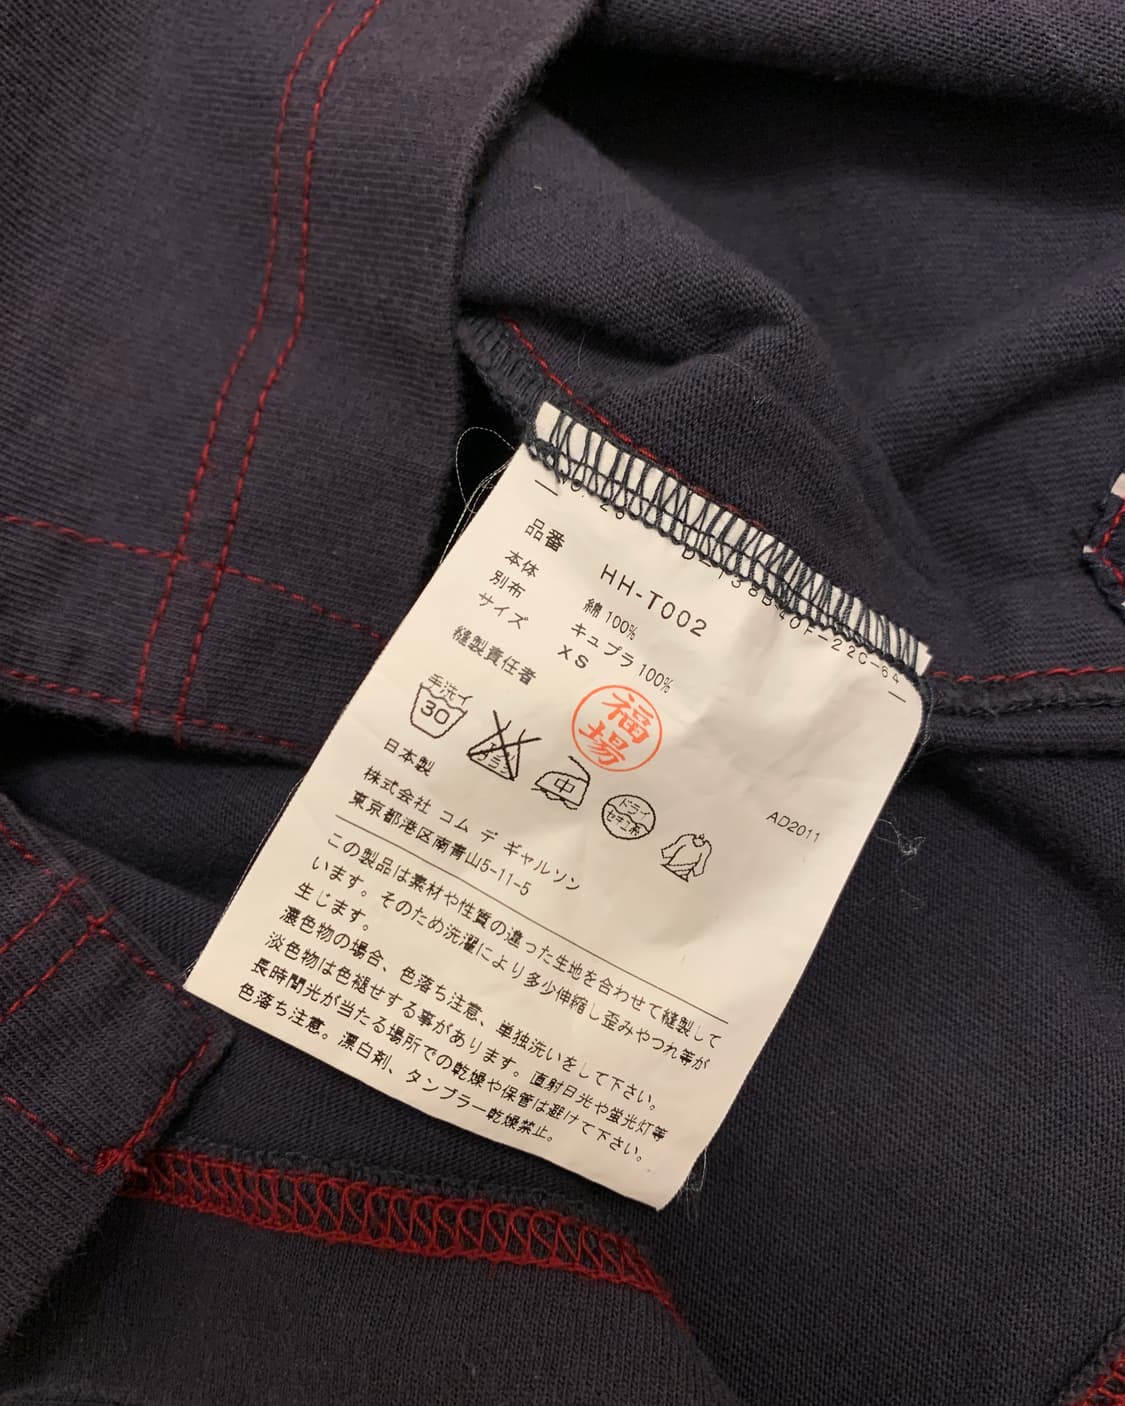 品番 HH-T002
本体 綿100%
別布 キュプラ100%
サイズ XS
縫製責任者 福場
手洗イ 30
中
ドライ
セキユ系
AD2011
日本製
株式会社 コム デ ギャルソン
東京都港区南青山5-11-5
この製品は素材や性質の違った生地を合わせて縫製して
います。そのため洗濯により多少伸縮し歪みやつれ等が
生じます。
濃色物の場合、色落ち注意、単独洗いをして下さい。
淡色物は色褪せする事があります。直射日光や蛍光灯等
長時間光が当たる場所での乾燥や保管は避けて下さい。
色落ち注意。漂白剤、タンブラー乾燥禁止。